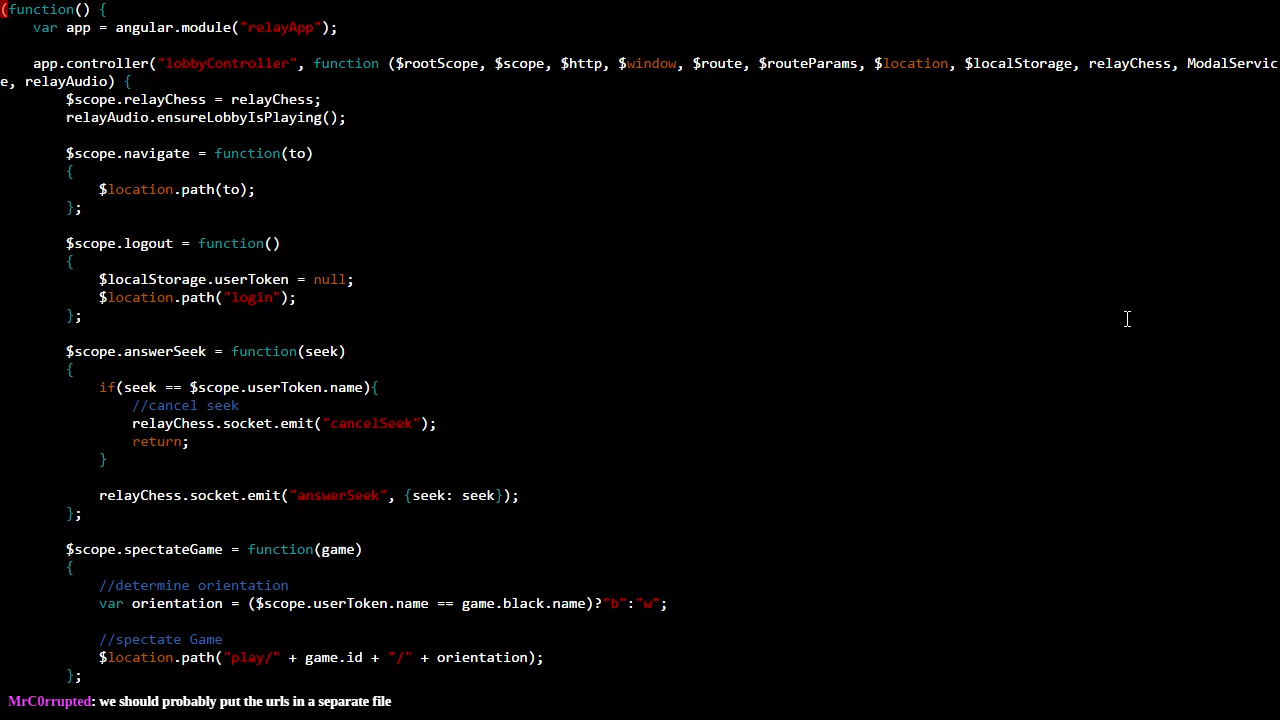 (function() {
    var app = angular.module("relayApp");

    app.controller("lobbyController", function ($rootScope, $scope, $http, $window, $route, $routeParams, $location, $localStorage, relayChess, ModalServic
e, relayAudio) {
        $scope.relayChess = relayChess;
        relayAudio.ensureLobbyIsPlaying();

        $scope.navigate = function(to)
        {
            $location.path(to);
        };

        $scope.logout = function()
        {
            $localStorage.userToken = null;
            $location.path("login");
        };

        $scope.answerSeek = function(seek)
        {
            if(seek == $scope.userToken.name){
                //cancel seek
                relayChess.socket.emit("cancelSeek");
                return;
            }

            relayChess.socket.emit("answerSeek", {seek: seek});
        };

        $scope.spectateGame = function(game)
        {
            //determine orientation
            var orientation = ($scope.userToken.name == game.black.name)?"b":"w";

            //spectate Game
            $location.path("play/" + game.id + "/" + orientation);
        };
MrC0rrupted: we should probably put the urls in a separate file